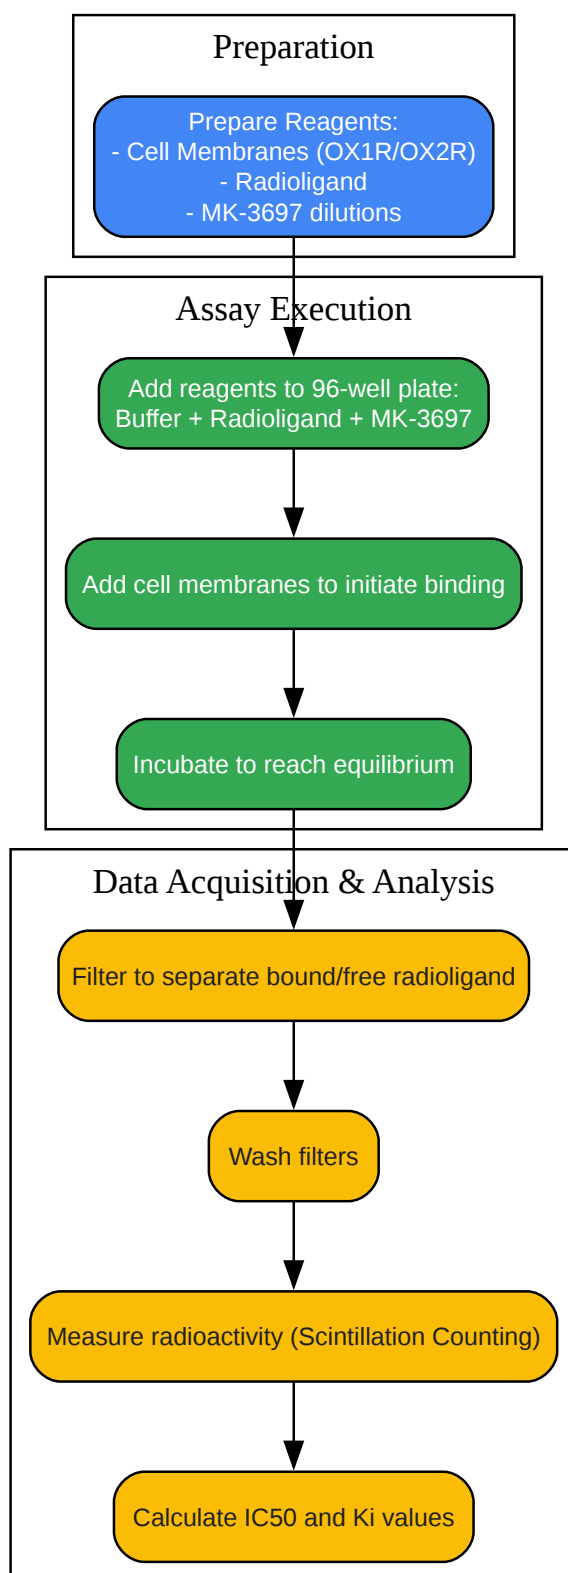 Preparation
Prepare Reagents:
- Cell Membranes (OX1R/OX2R)
- Radioligand
- MK-3697 dilutions
Assay Execution
Add reagents to 96-well plate:
Buffer + Radioligand + MK-3697
Add cell membranes to initiate binding
Incubate to reach equilibrium
Data Acquisition & Analysis
Filter to separate bound/free radioligand
Wash filters
Measure radioactivity (Scintillation Counting)
Calculate IC50 and Ki values